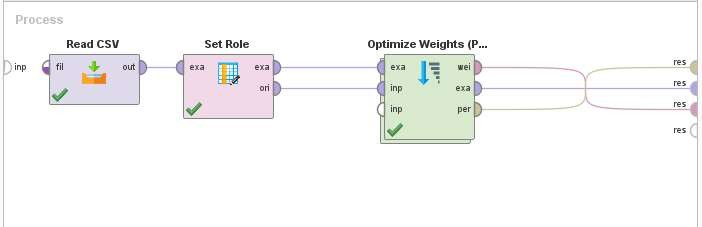 Process
Read CSV
Set Role
Optimize Weights (P...
inp
fil
out
exa
exa
ori
exa
wei
inp
exa
inp
per
res
res
res
res